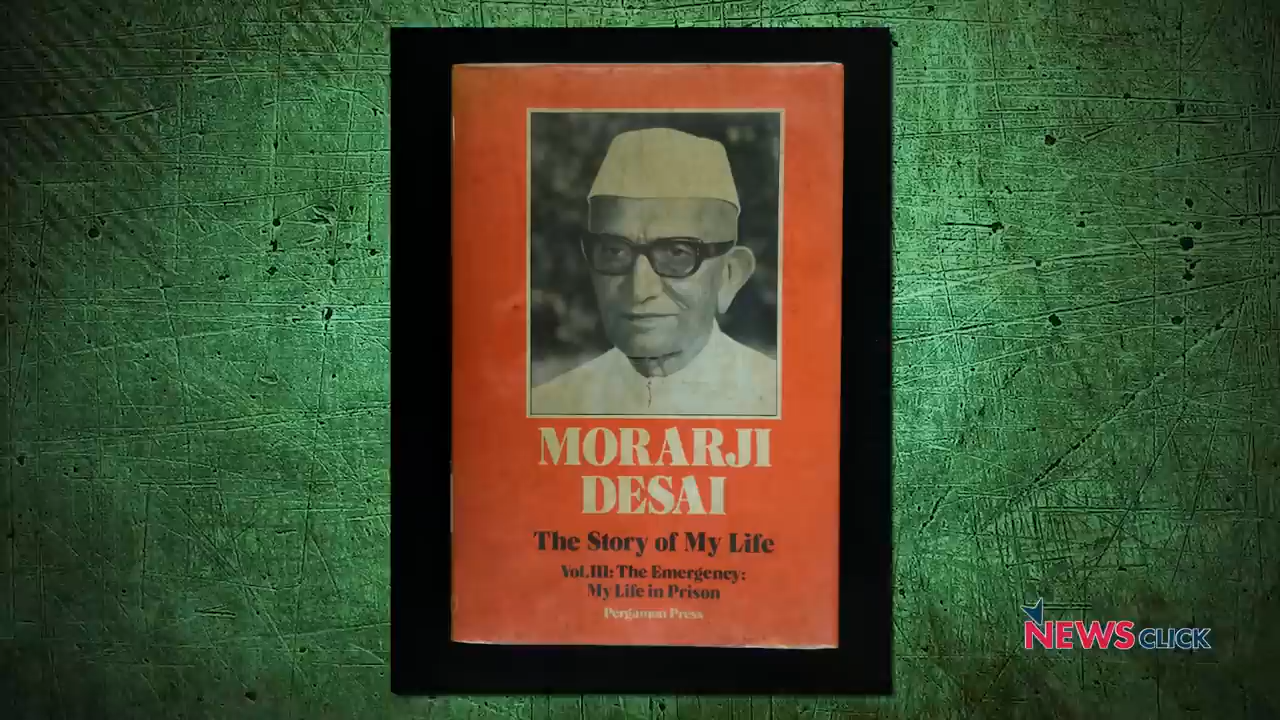 MORARJI
DESAI
The Story of My Life
Vol.III: The Emergency:
My Life in Prison
Pergamon Press
NEWSCLICK